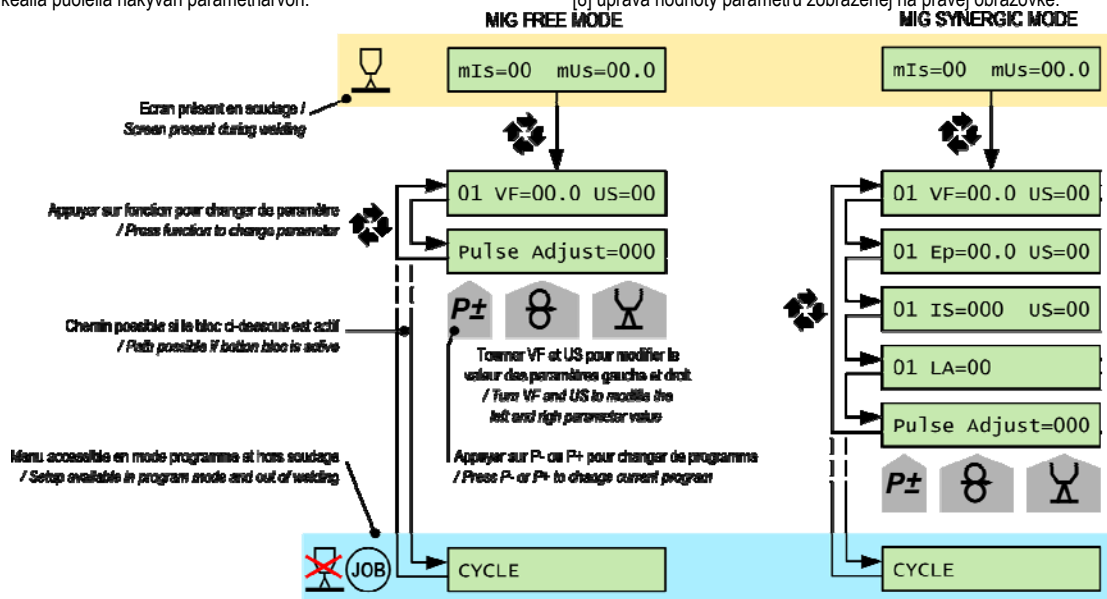 kealla puolella näkyvän parametriarvon.
[6] úprava hodnoty parametru zobrazenej na pravej obrazovke.
MIG FREE MODE
MIG SYNERGIC MODE
mIs=00 mUs=00.0
mIs=00 mUs=00.0
Ecran présent en soudage /
Screen present during welding
01 VF=00.0 US=00
01 VF=00.0 US=00
Appuyer sur fonction pour changer de paramètre
/ Press function to change parameter
Pulse Adjust=000
01 Ep=00.0 US=00
P±
01 IS=000 US=00
Chemin possible si le bloc ci-dessous est actif
/ Path possible if botton bloc is active
Tourner VF et US pour modifier la
valeur des paramètres gauche et droit.
/ Turn VF and US to modifie the
left and righ parameter value
01 LA=00
Pulse Adjust=000
Menu accessible en mode programme et hors soudage
/ Setup available in program mode and out of welding
Appuyer sur P- ou P+ pour changer de programme
/ Press P- or P+ to change current program
P±
JOB
CYCLE
CYCLE